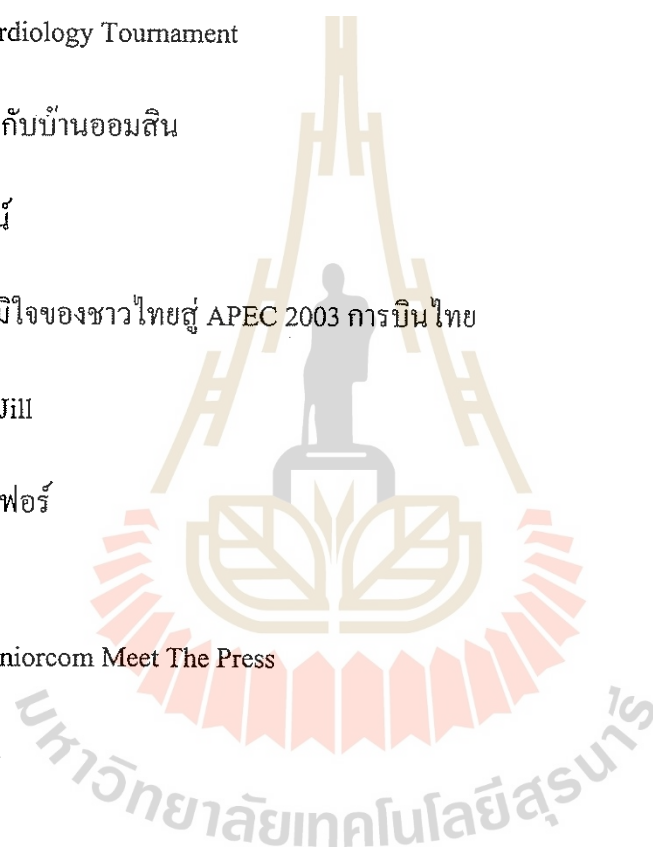 rdiology Tournament
กับบ้านออมสิน
น์
มิใจของชาวไทยสู่ APEC 2003 การบินไทย
Jill
ฟอร์
niorcom Meet The Press
หาวิทยาลัยเทคโนโลยีสุรนารี